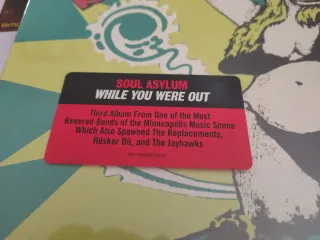 SOUL ASYLUM
WHILE YOU WERE OUT
Third Album From One of the Most
Revered Bands of the Minneapolis Music Scene
Which Also Spawned The Replacements,
Hüsker Dü, and The Jayhawks